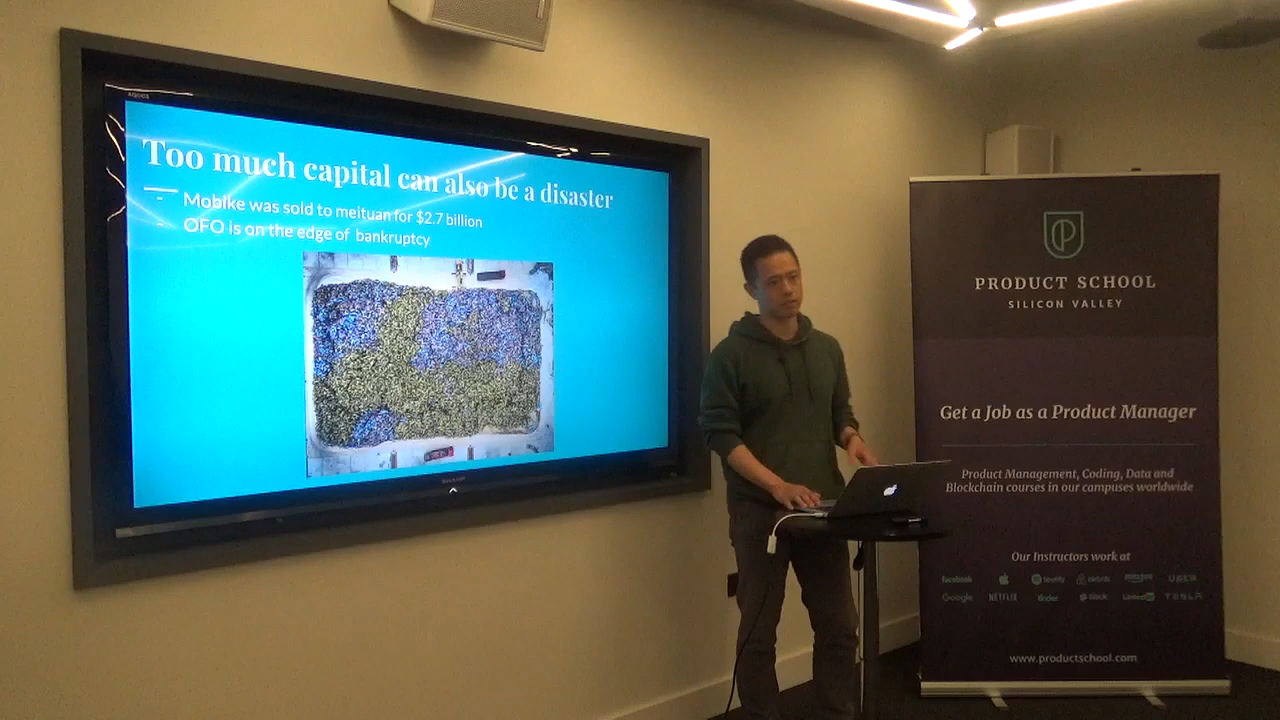 Too much capital can also be a disaster
- Mobike was sold to meituan for $2.7 billion
- OFO is on the edge of bankruptcy
PRODUCT SCHOOL
SILICON VALLEY
Get a Job as a Product Manager
Product Management, Coding, Data and
Blockchain courses in our campuses worldwide
Our Instructors work at
facebook Spotify airbnb amazon UBER
Google NETFLIX tinder slack LinkedIn TESLA
www.productschool.com